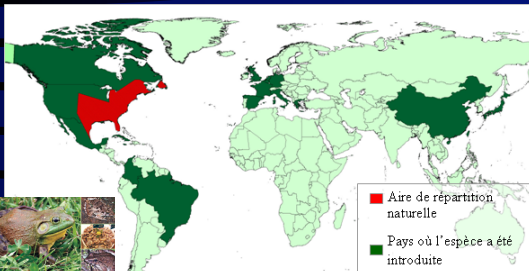 Aire de répartition
naturelle
Pays où l'espèce a été
introduite